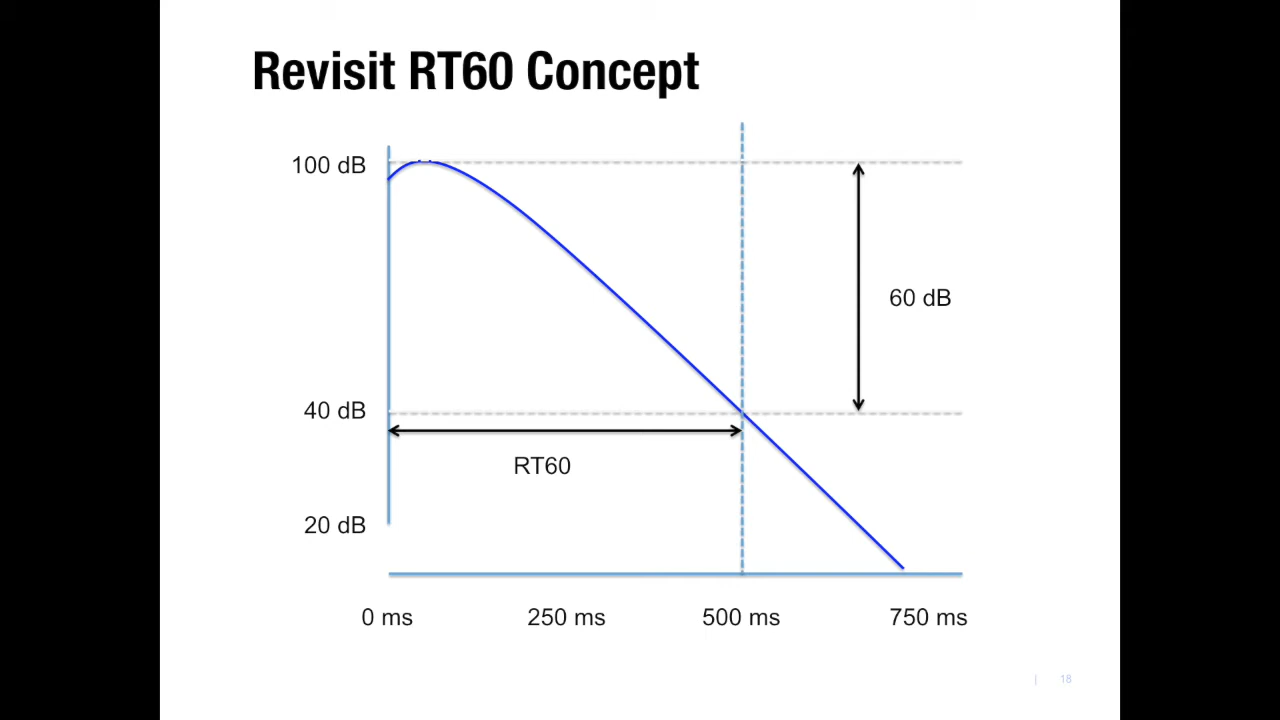 Revisit RT60 Concept
100 dB
60 dB
40 dB
RT60
20 dB
0 ms
250 ms
500 ms
750 ms
| 18